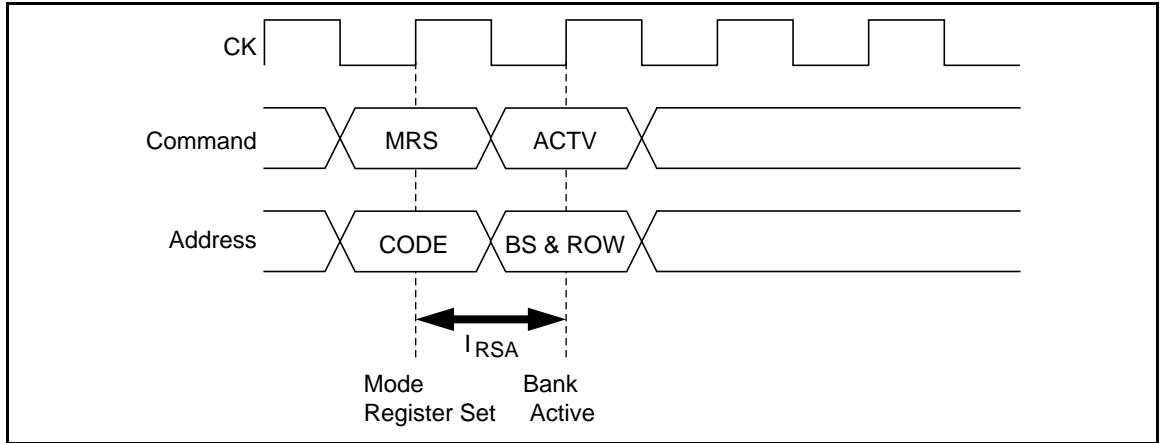 CK
Command MRS ACTV
Address CODE BS & ROW
I RSA
Mode Bank
Register Set Active